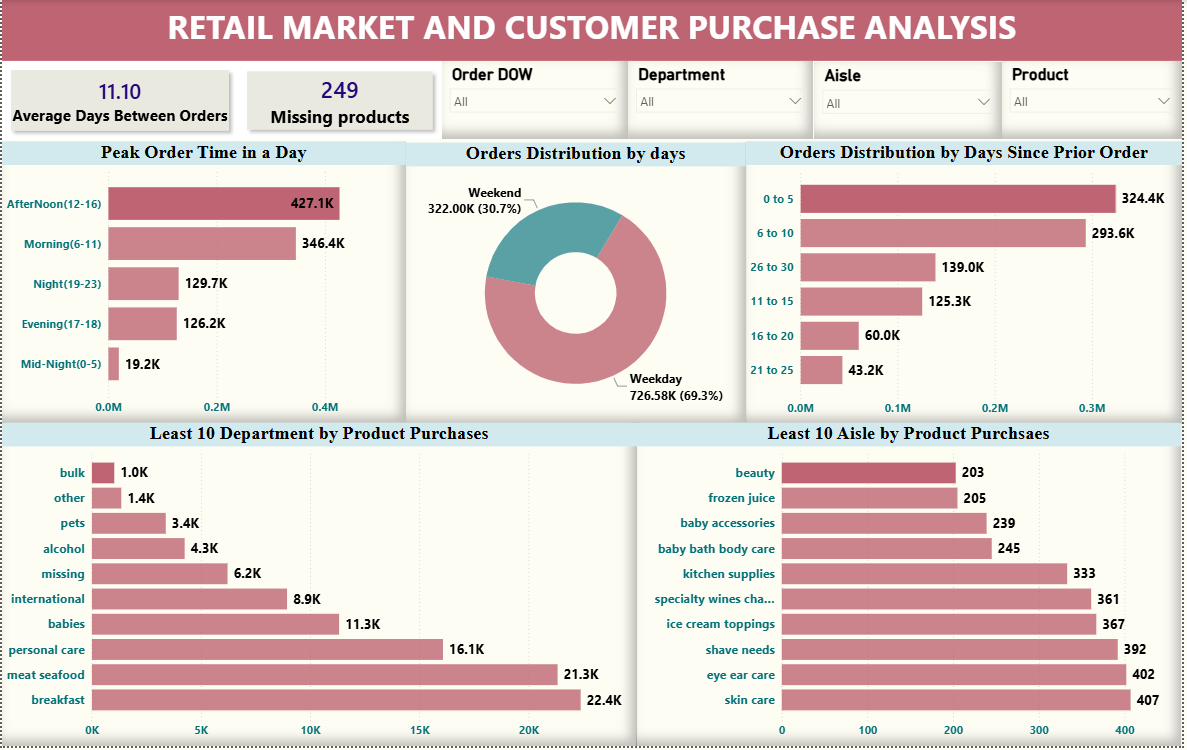 RETAIL MARKET AND CUSTOMER PURCHASE ANALYSIS
11.10
Average Days Between Orders
249
Missing products
Order DOW
All
Department
All
Aisle
All
Product
All
Peak Order Time in a Day
AfterNoon(12-16) 427.1K
Morning(6-11) 346.4K
Night(19-23) 129.7K
Evening(17-18) 126.2K
Mid-Night(0-5) 19.2K
0.0M 0.2M 0.4M
Orders Distribution by days
Weekend
322.00K (30.7%)
Weekday
726.58K (69.3%)
Orders Distribution by Days Since Prior Order
0 to 5 324.4K
6 to 10 293.6K
26 to 30 139.0K
11 to 15 125.3K
16 to 20 60.0K
21 to 25 43.2K
0.0M 0.1M 0.2M 0.3M
Least 10 Department by Product Purchases
bulk 1.0K
other 1.4K
pets 3.4K
alcohol 4.3K
missing 6.2K
international 8.9K
babies 11.3K
personal care 16.1K
meat seafood 21.3K
breakfast 22.4K
0K 5K 10K 15K 20K
Least 10 Aisle by Product Purchsaes
beauty 203
frozen juice 205
baby accessories 239
baby bath body care 245
kitchen supplies 333
specialty wines cha... 361
ice cream toppings 367
shave needs 392
eye ear care 402
skin care 407
0 100 200 300 400